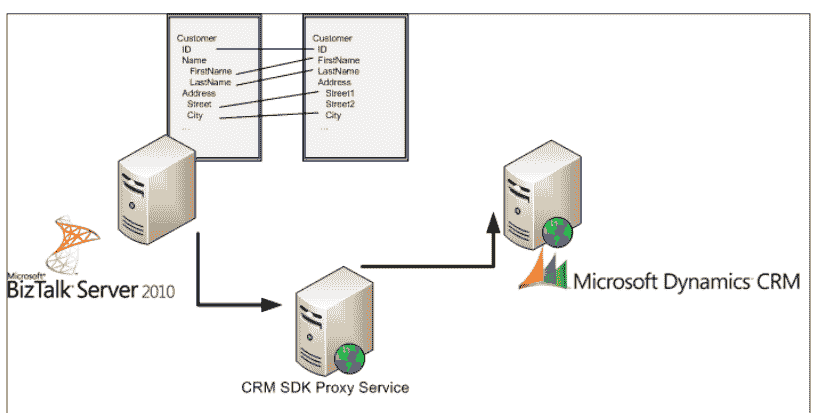 Customer
ID
Name
FirstName
LastName
Address
Street
City
...
Customer
ID
FirstName
LastName
Address
Street1
Street2
City
...
Microsoft®
BizTalk Server 2010
CRM SDK Proxy Service
Microsoft Dynamics CRM